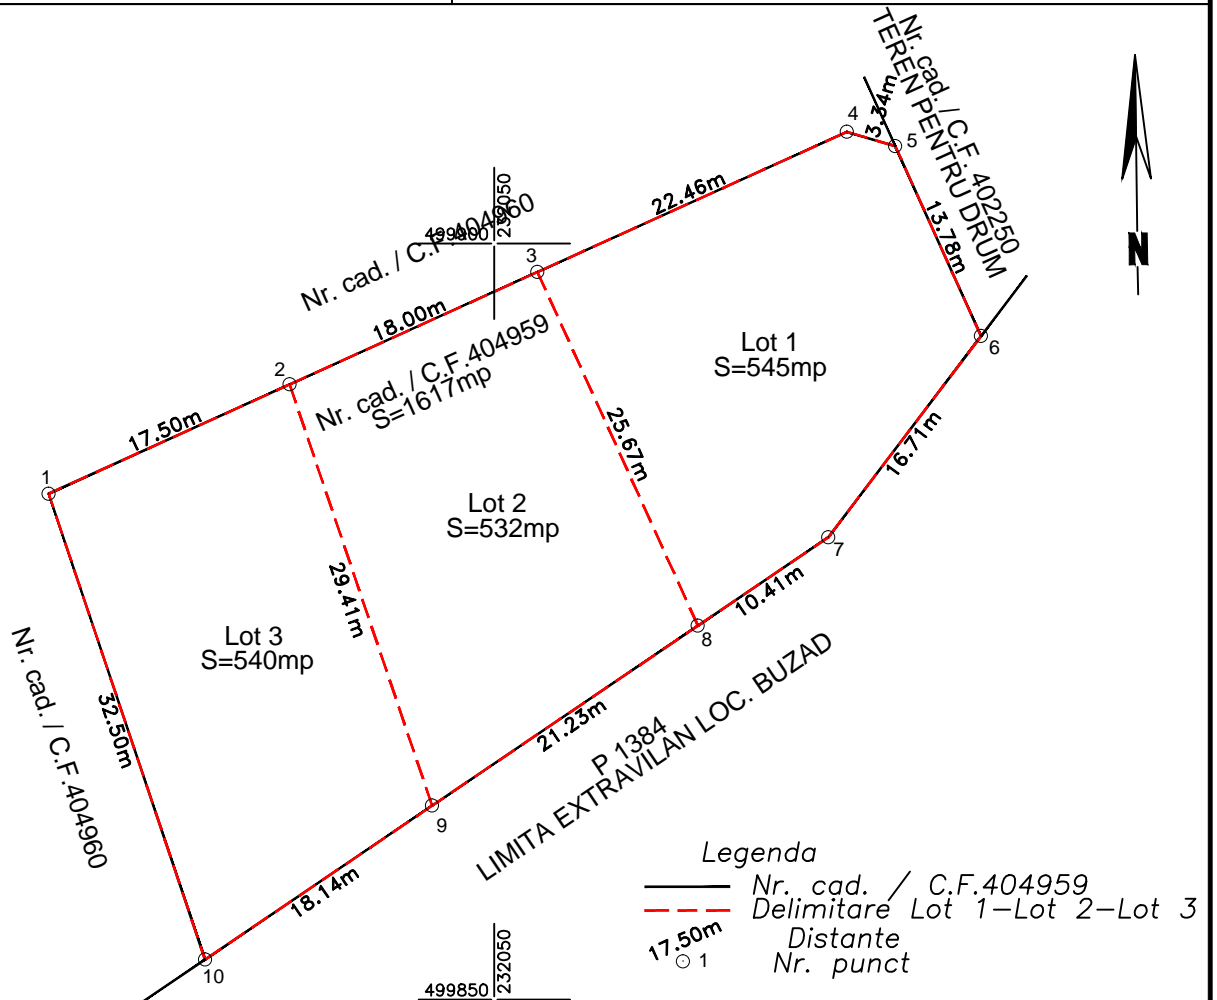 Nr. cad. / C.F. 402250
TEREN PENTRU DRUM
4
3.34m
5
22.46m
13.78m
N
232050
499900
Nr. cad. / C.F. 404960
3
18.00m
6
Lot 1
S=545mp
2
Nr. cad. / C.F.404959
S=1617mp
17.50m
25.67m
16.71m
1
Lot 2
S=532mp
7
29.41m
10.41m
8
Lot 3
S=540mp
Nr. cad. / C.F.404960
32.50m
21.23m
P 1384
LIMITA EXTRAVILAN LOC. BUZAD
9
18.14m
10
232050
499850
Legenda
Nr. cad. / C.F.404959
Delimitare Lot 1-Lot 2-Lot 3
17.50m Distante
1 Nr. punct